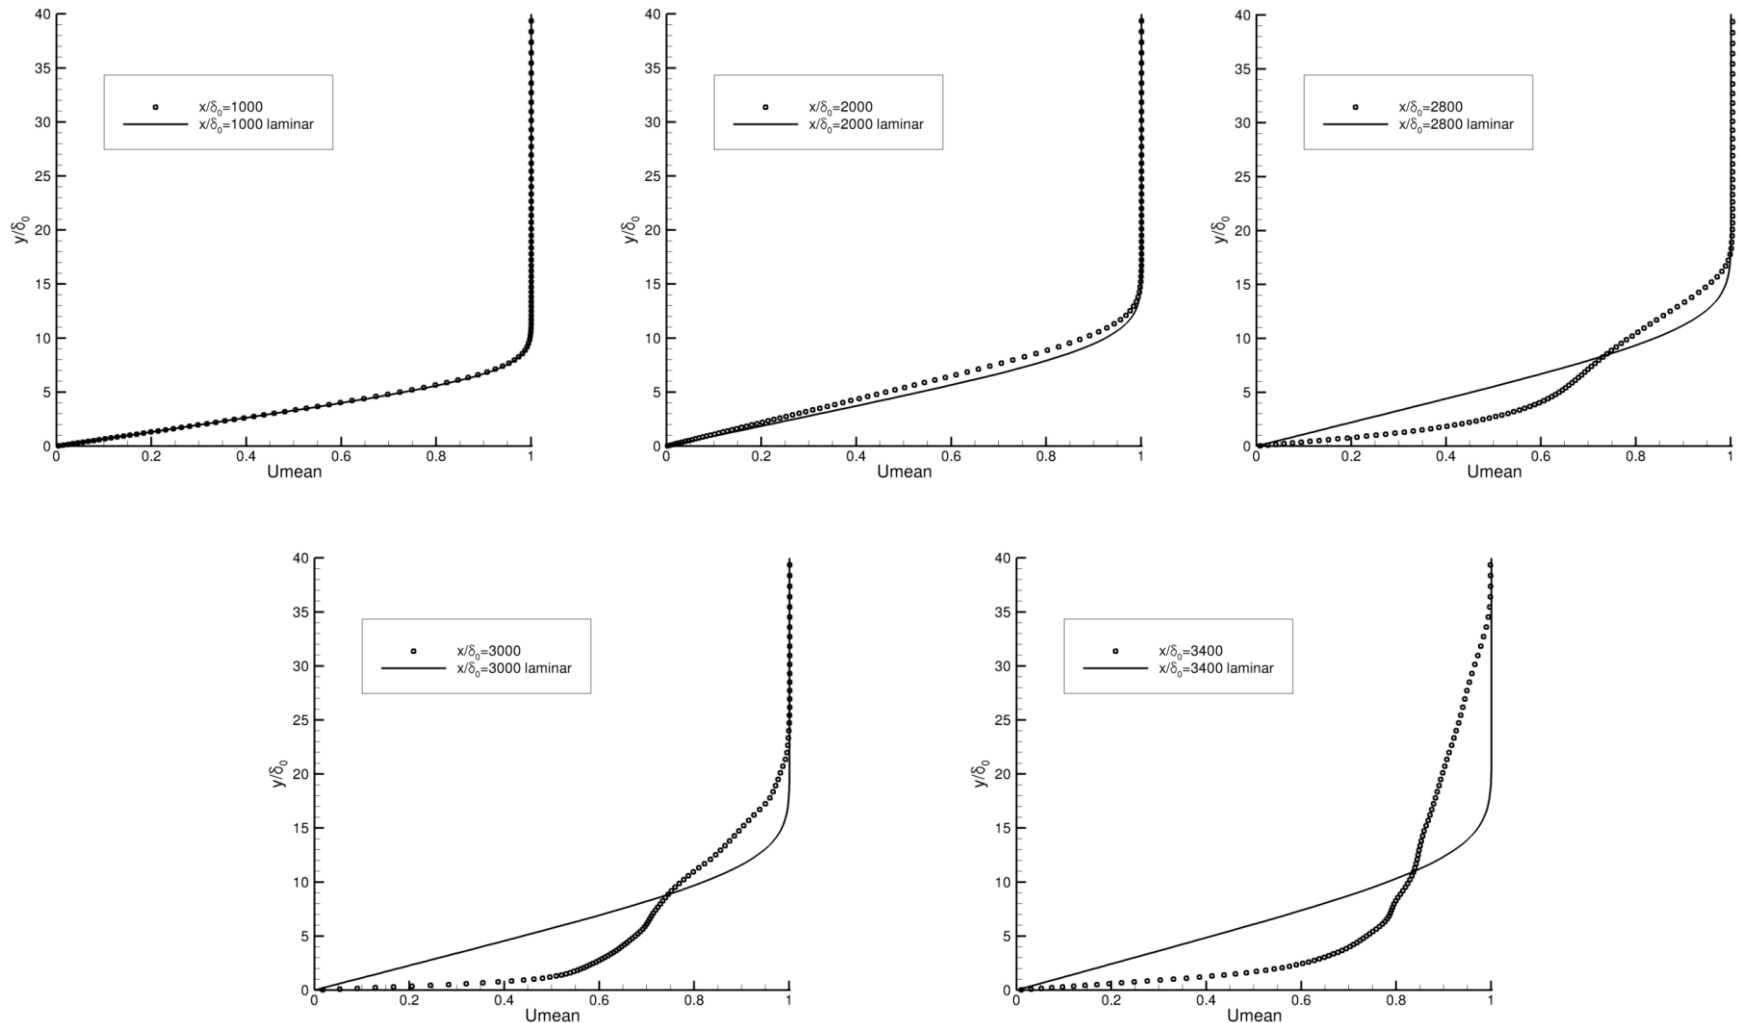 40
35
30
25
20
15
10
5
0
y/δ₀
x/δ₀=1000
x/δ₀=1000 laminar
0 0.2 0.4 0.6 0.8 1
Umean
40
35
30
25
20
15
10
5
0
y/δ₀
x/δ₀=2000
x/δ₀=2000 laminar
0 0.2 0.4 0.6 0.8 1
Umean
40
35
30
25
20
15
10
5
0
y/δ₀
x/δ₀=2800
x/δ₀=2800 laminar
0 0.2 0.4 0.6 0.8 1
Umean
40
35
30
25
20
15
10
5
0
y/δ₀
x/δ₀=3000
x/δ₀=3000 laminar
0 0.2 0.4 0.6 0.8 1
Umean
40
35
30
25
20
15
10
5
0
y/δ₀
x/δ₀=3400
x/δ₀=3400 laminar
0 0.2 0.4 0.6 0.8 1
Umean